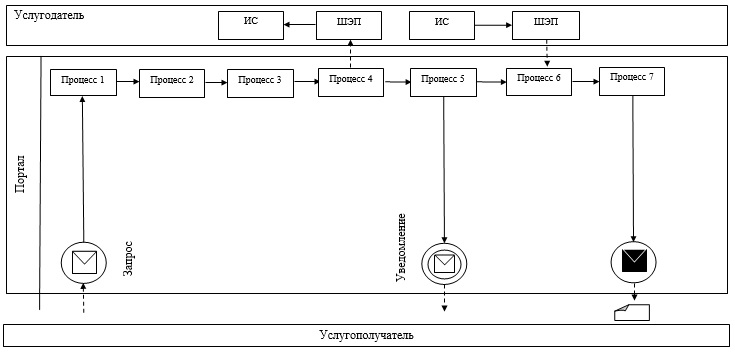 Услугодатель
ИС
ШЭП
ИС
ШЭП
Портал
Процесс 1
Процесс 2
Процесс 3
Процесс 4
Процесс 5
Процесс 6
Процесс 7
Запрос
Уведомление
Услугополучатель